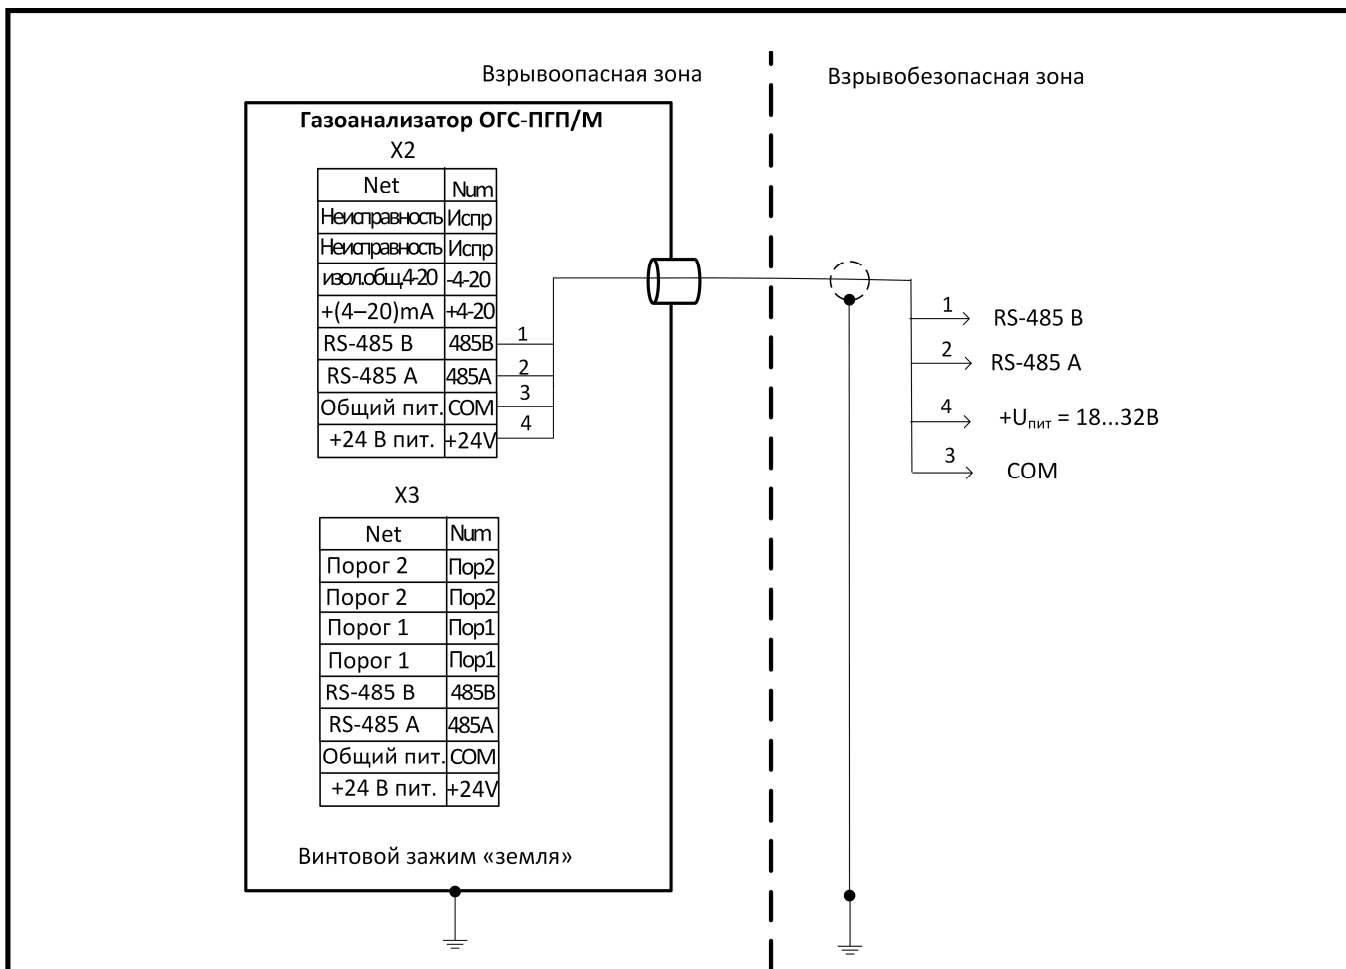 Взрывоопасная зона
Взрывобезопасная зона
Газоанализатор ОГС-ПГП/М
X2
Net Num
Неисправность Испр
Неисправность Испр
изол.общ.4-20 -4-20
+(4–20)mA +4-20
RS-485 B 485B 1
RS-485 A 485A 2
Общий пит. COM 3
+24 В пит. +24V 4
1 RS-485 B
2 RS-485 A
4 +Uпит = 18...32В
3 COM
X3
Net Num
Порог 2 Пор2
Порог 2 Пор2
Порог 1 Пор1
Порог 1 Пор1
RS-485 B 485B
RS-485 A 485A
Общий пит. COM
+24 В пит. +24V
Винтовой зажим «земля»